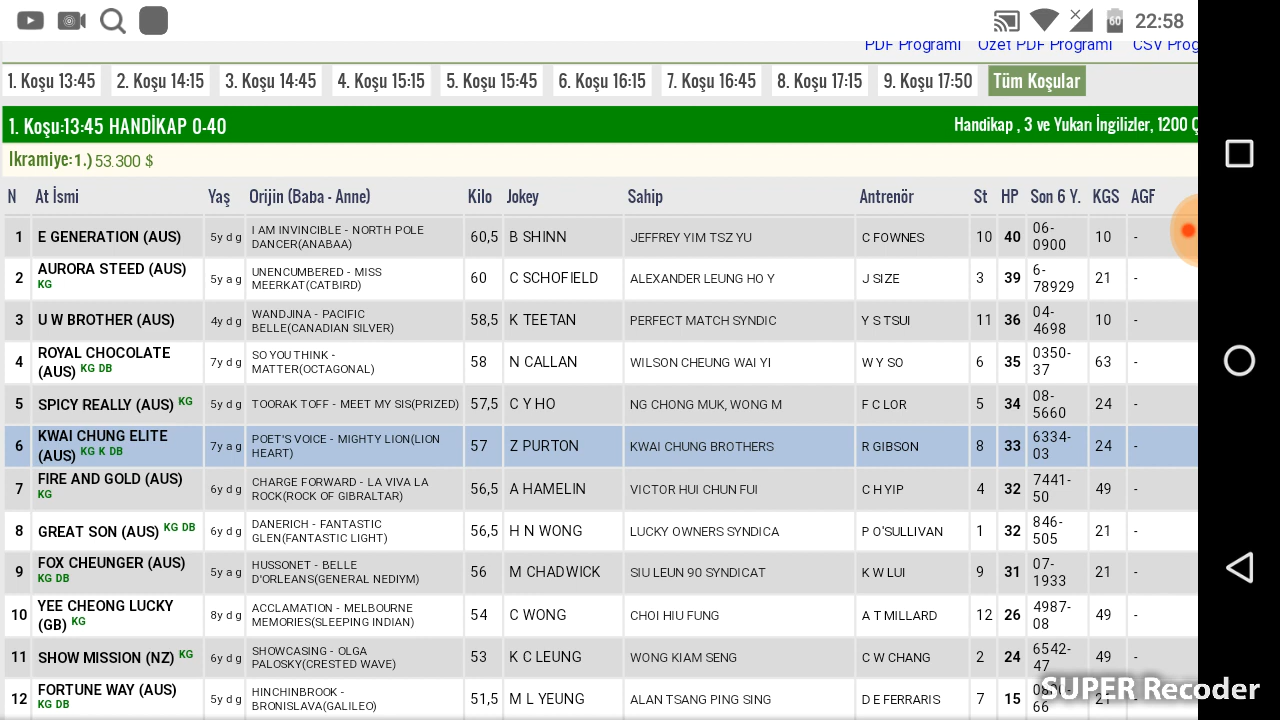 22:58
60
PDF Programı Özet PDF Programı CSV Prog
1. Koşu 13:45 2. Koşu 14:15 3. Koşu 14:45 4. Koşu 15:15 5. Koşu 15:45 6. Koşu 16:15 7. Koşu 16:45 8. Koşu 17:15 9. Koşu 17:50 Tüm Koşular
1. Koşu:13:45 HANDİKAP 0-40 Handikap , 3 ve Yukarı İngilizler, 1200 Ç
İkramiye:1.) 53.300 $
N At İsmi Yaş Orijin (Baba - Anne) Kilo Jokey Sahip Antrenör St HP Son 6 Y. KGS AGF
1 E GENERATION (AUS) 5y d g I AM INVINCIBLE - NORTH POLE DANCER(ANABAA) 60,5 B SHINN JEFFREY YIM TSZ YU C FOWNES 10 40 06-0900 10 -
2 AURORA STEED (AUS) KG 5y a g UNENCUMBERED - MISS MEERKAT(CATBIRD) 60 C SCHOFIELD ALEXANDER LEUNG HO Y J SIZE 3 39 6-78929 21 -
3 U W BROTHER (AUS) 4y d g WANDJINA - PACIFIC BELLE(CANADIAN SILVER) 58,5 K TEETAN PERFECT MATCH SYNDIC Y S TSUI 11 36 04-4698 10 -
4 ROYAL CHOCOLATE (AUS) KG DB 7y d g SO YOU THINK - MATTER(OCTAGONAL) 58 N CALLAN WILSON CHEUNG WAI YI W Y SO 6 35 0350-37 63 -
5 SPICY REALLY (AUS) KG 5y d g TOORAK TOFF - MEET MY SIS(PRIZED) 57,5 C Y HO NG CHONG MUK, WONG M F C LOR 5 34 08-5660 24 -
6 KWAI CHUNG ELITE (AUS) KG K DB 7y a g POET'S VOICE - MIGHTY LION(LION HEART) 57 Z PURTON KWAI CHUNG BROTHERS R GIBSON 8 33 6334-03 24 -
7 FIRE AND GOLD (AUS) KG 6y d g CHARGE FORWARD - LA VIVA LA ROCK(ROCK OF GIBRALTAR) 56,5 A HAMELIN VICTOR HUI CHUN FUI C H YIP 4 32 7441-50 49 -
8 GREAT SON (AUS) KG DB 6y d g DANERICH - FANTASTIC GLEN(FANTASTIC LIGHT) 56,5 H N WONG LUCKY OWNERS SYNDICA P O'SULLIVAN 1 32 846-505 21 -
9 FOX CHEUNGER (AUS) KG DB 5y a g HUSSONET - BELLE D'ORLEANS(GENERAL NEDIYM) 56 M CHADWICK SIU LEUN 90 SYNDICAT K W LUI 9 31 07-1933 21 -
10 YEE CHEONG LUCKY (GB) KG 8y d g ACCLAMATION - MELBOURNE MEMORIES(SLEEPING INDIAN) 54 C WONG CHOI HIU FUNG A T MILLARD 12 26 4987-08 49 -
11 SHOW MISSION (NZ) KG 6y d g SHOWCASING - OLGA PALOSKY(CRESTED WAVE) 53 K C LEUNG WONG KIAM SENG C W CHANG 2 24 6542-47 49 -
12 FORTUNE WAY (AUS) KG DB 5y d g HINCHINBROOK - BRONISLAVA(GALILEO) 51,5 M L YEUNG ALAN TSANG PING SING D E FERRARIS 7 15
SUPER Recoder